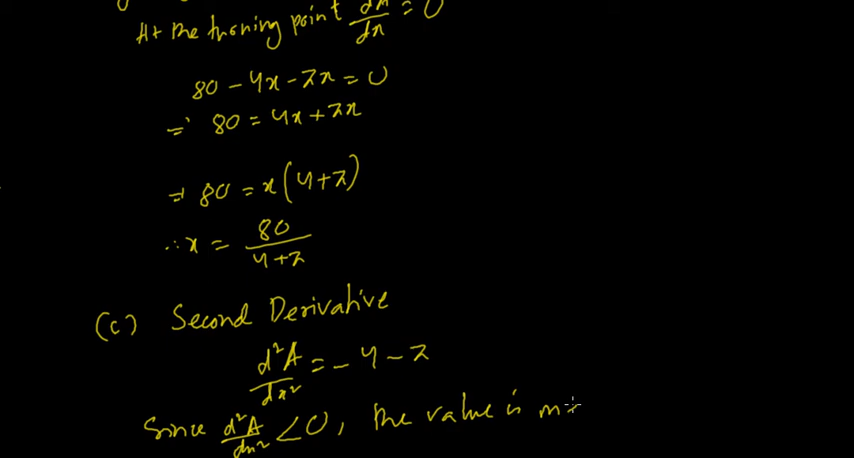 At the turning point dA/dx = 0
80 - 4x - πx = 0
⇒ 80 = 4x + πx
⇒ 80 = x(4+π)
∴ x = 80/(4+π)
(c) Second Derivative
d²A/dx² = - 4 - π
Since d²A/dx² < 0, the value is m